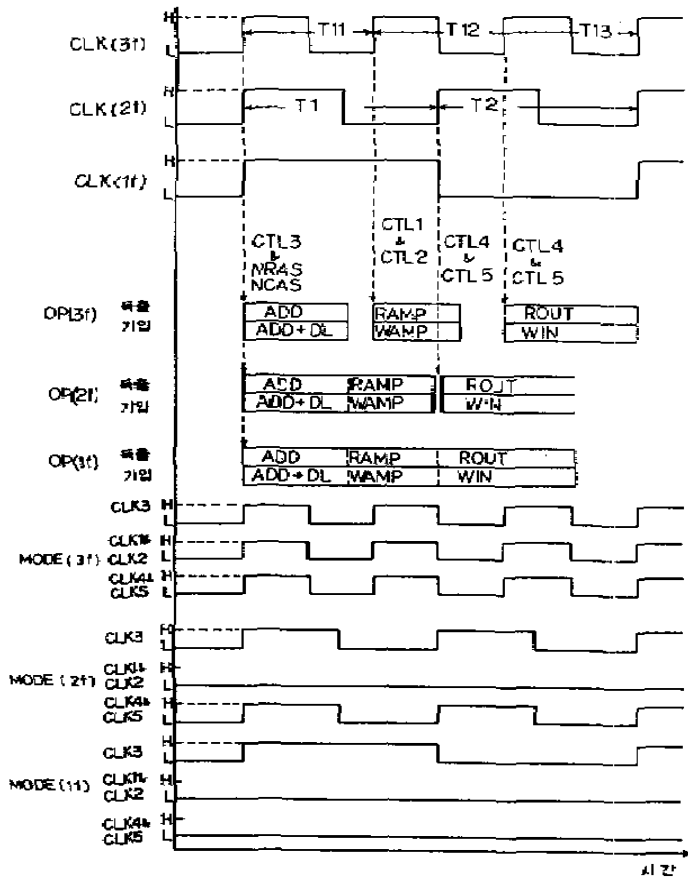 H
CLK(3f)
L
T11
T12
T13
H
CLK(2f)
L
T1
T2
H
CLK(1f)
L
CTL3
&
NRAS
NCAS
CTL1
&
CTL2
CTL4
&
CTL5
CTL4
&
CTL5
OP(3f) 독출
기입
ADD RAMP ROUT
ADD+DL WAMP WIN
OP(2f) 독출
기입
ADD RAMP ROUT
ADD+DL WAMP WIN
OP(1f) 독출
기입
ADD RAMP ROUT
ADD+DL WAMP WIN
CLK3 H
L
MODE(3f)
CLK1& H
CLK2 L
CLK4& H
CLK5 L
CLK3 H
L
MODE(2f)
CLK1& H
CLK2 L
CLK4& H
CLK5 L
CLK3 H
L
MODE(1f)
CLK1& H
CLK2 L
CLK4& H
CLK5 L
시간